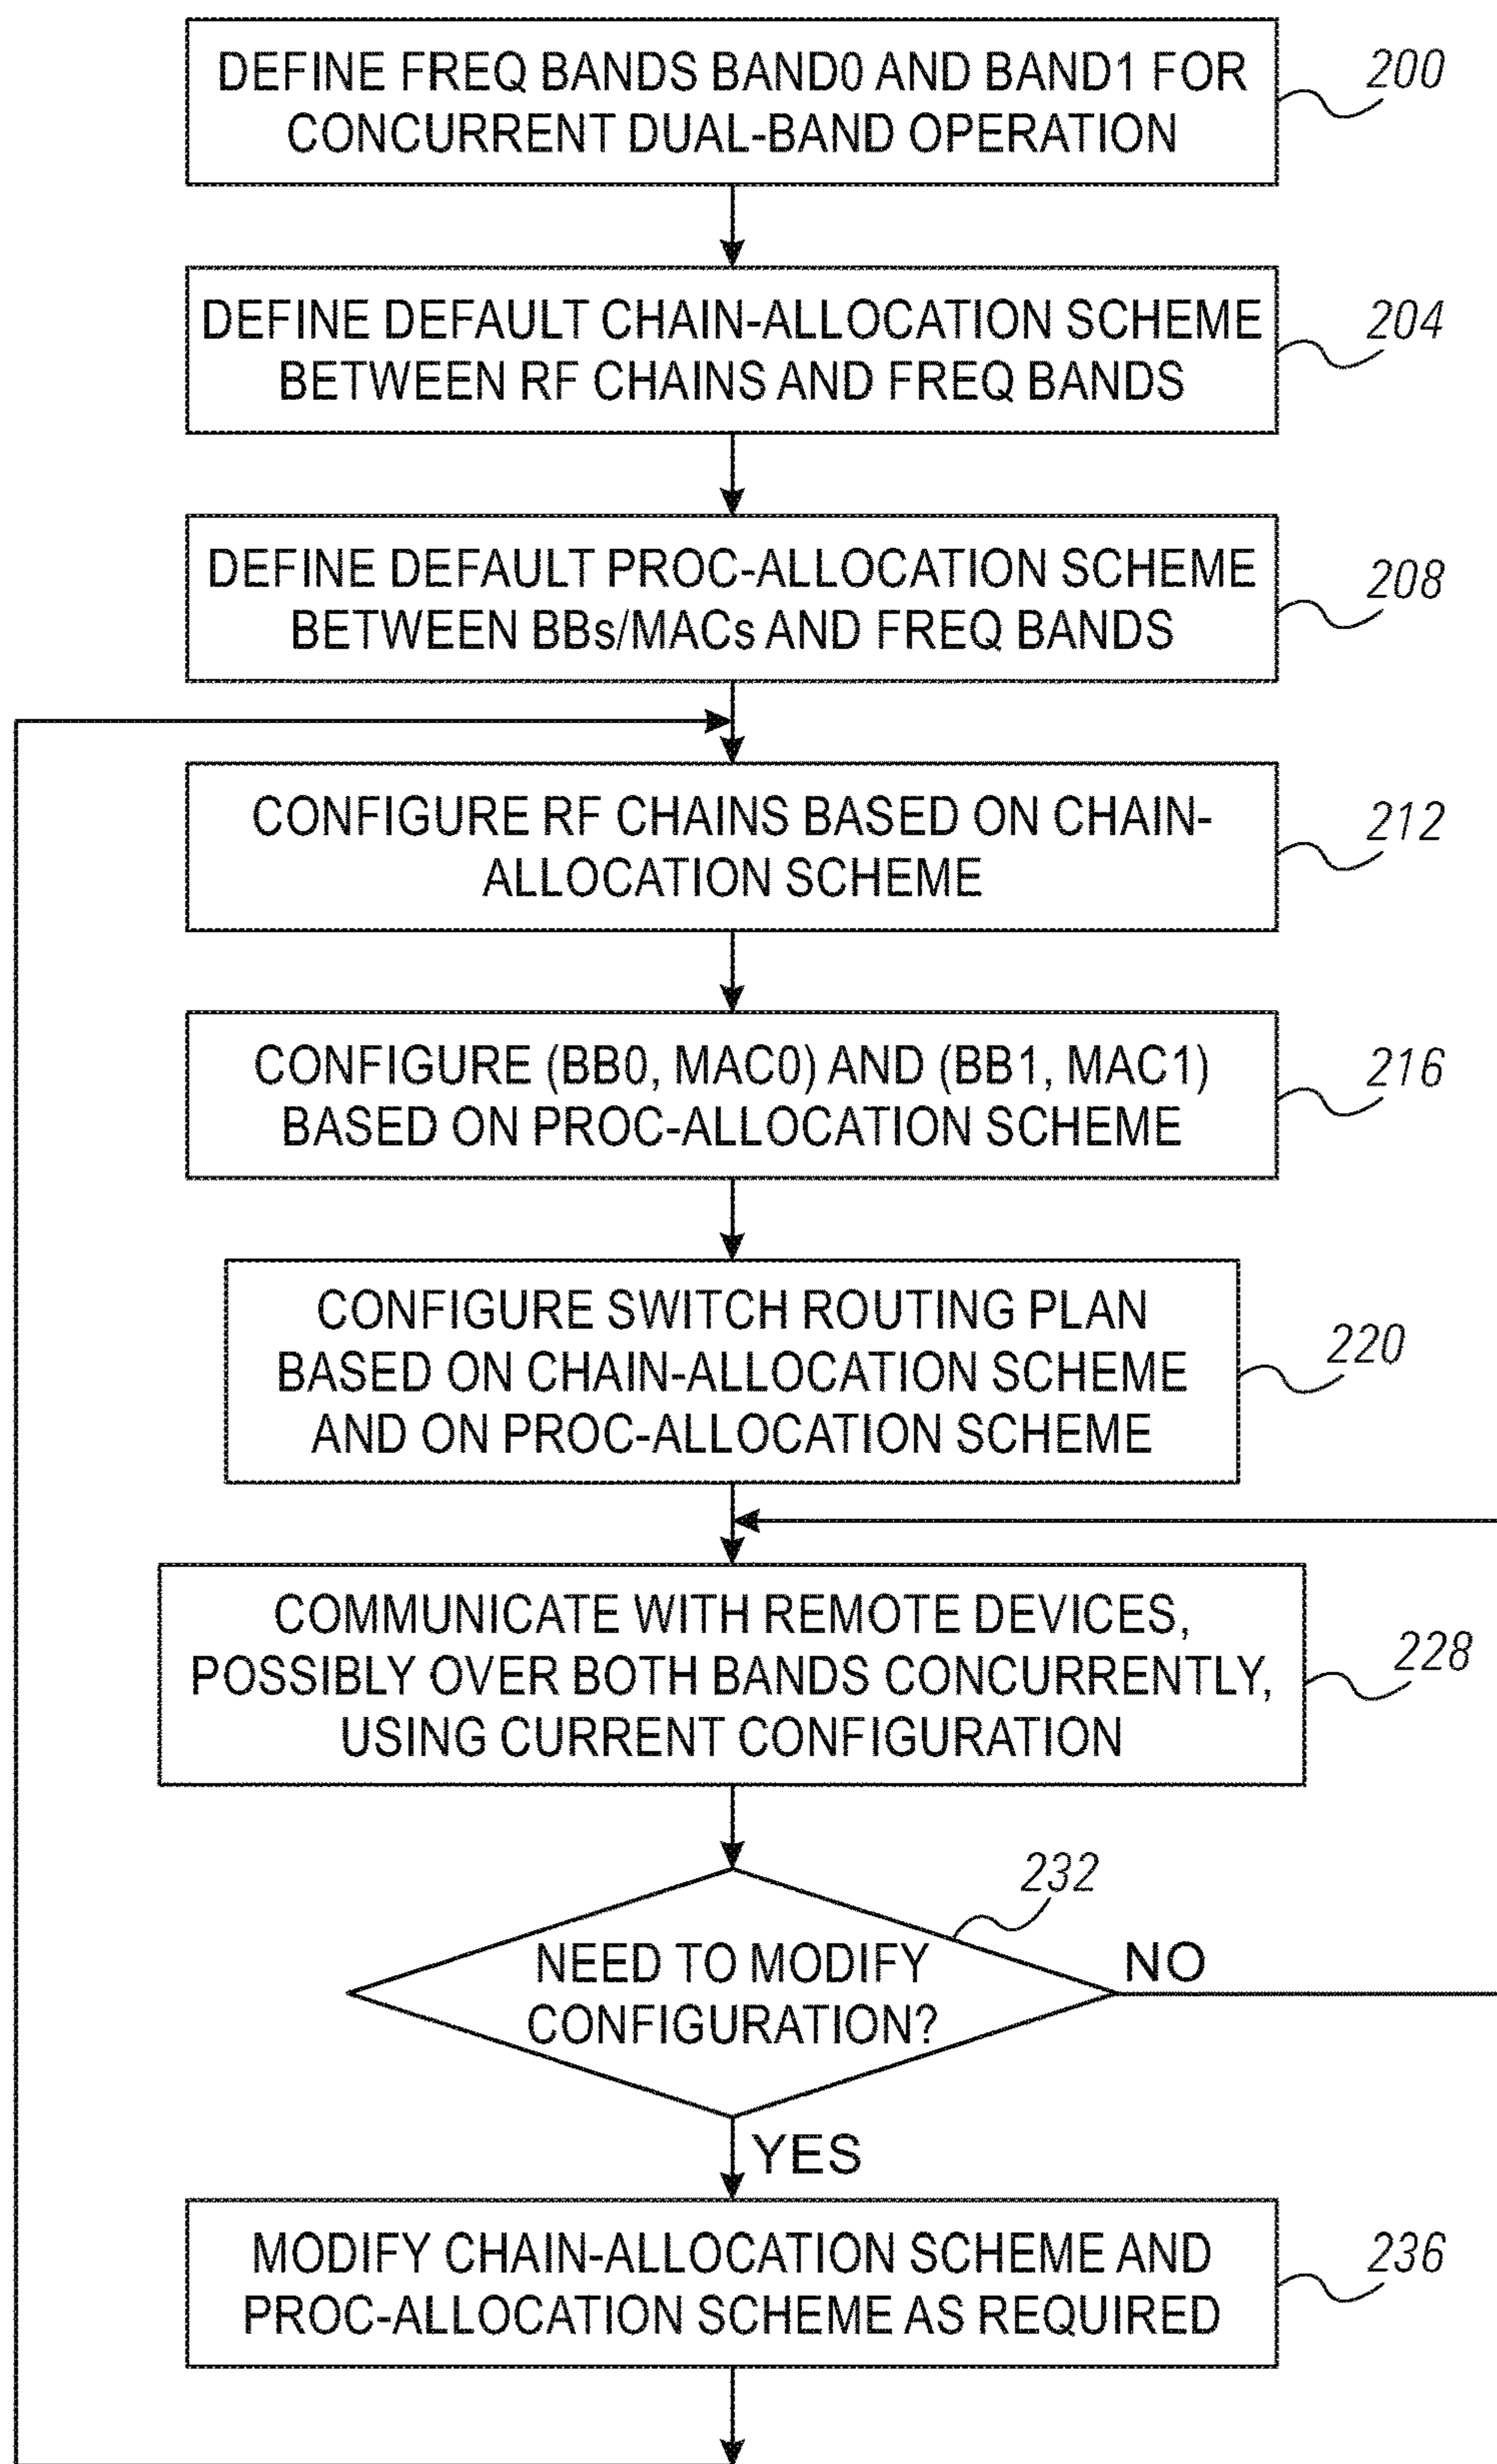 DEFINE FREQ BANDS BAND0 AND BAND1 FOR
CONCURRENT DUAL-BAND OPERATION
200
DEFINE DEFAULT CHAIN-ALLOCATION SCHEME
BETWEEN RF CHAINS AND FREQ BANDS
204
DEFINE DEFAULT PROC-ALLOCATION SCHEME
BETWEEN BBs/MACs AND FREQ BANDS
208
CONFIGURE RF CHAINS BASED ON CHAIN-
ALLOCATION SCHEME
212
CONFIGURE (BB0, MAC0) AND (BB1, MAC1)
BASED ON PROC-ALLOCATION SCHEME
216
CONFIGURE SWITCH ROUTING PLAN
BASED ON CHAIN-ALLOCATION SCHEME
AND ON PROC-ALLOCATION SCHEME
220
COMMUNICATE WITH REMOTE DEVICES,
POSSIBLY OVER BOTH BANDS CONCURRENTLY,
USING CURRENT CONFIGURATION
228
232
NEED TO MODIFY
CONFIGURATION?
NO
YES
MODIFY CHAIN-ALLOCATION SCHEME AND
PROC-ALLOCATION SCHEME AS REQUIRED
236